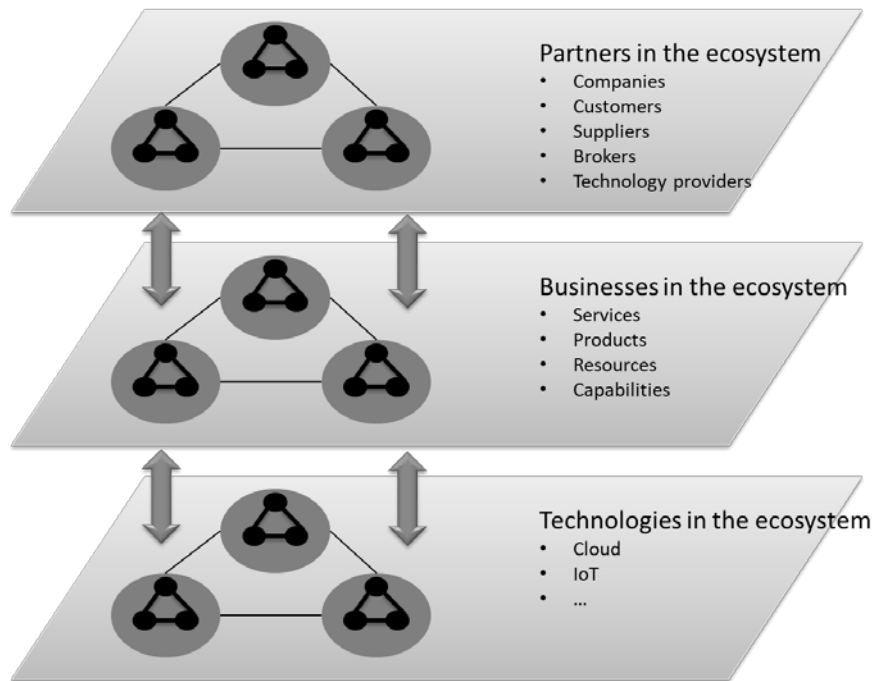 Partners in the ecosystem
• Companies
• Customers
• Suppliers
• Brokers
• Technology providers
Businesses in the ecosystem
• Services
• Products
• Resources
• Capabilities
Technologies in the ecosystem
• Cloud
• IoT
• ...